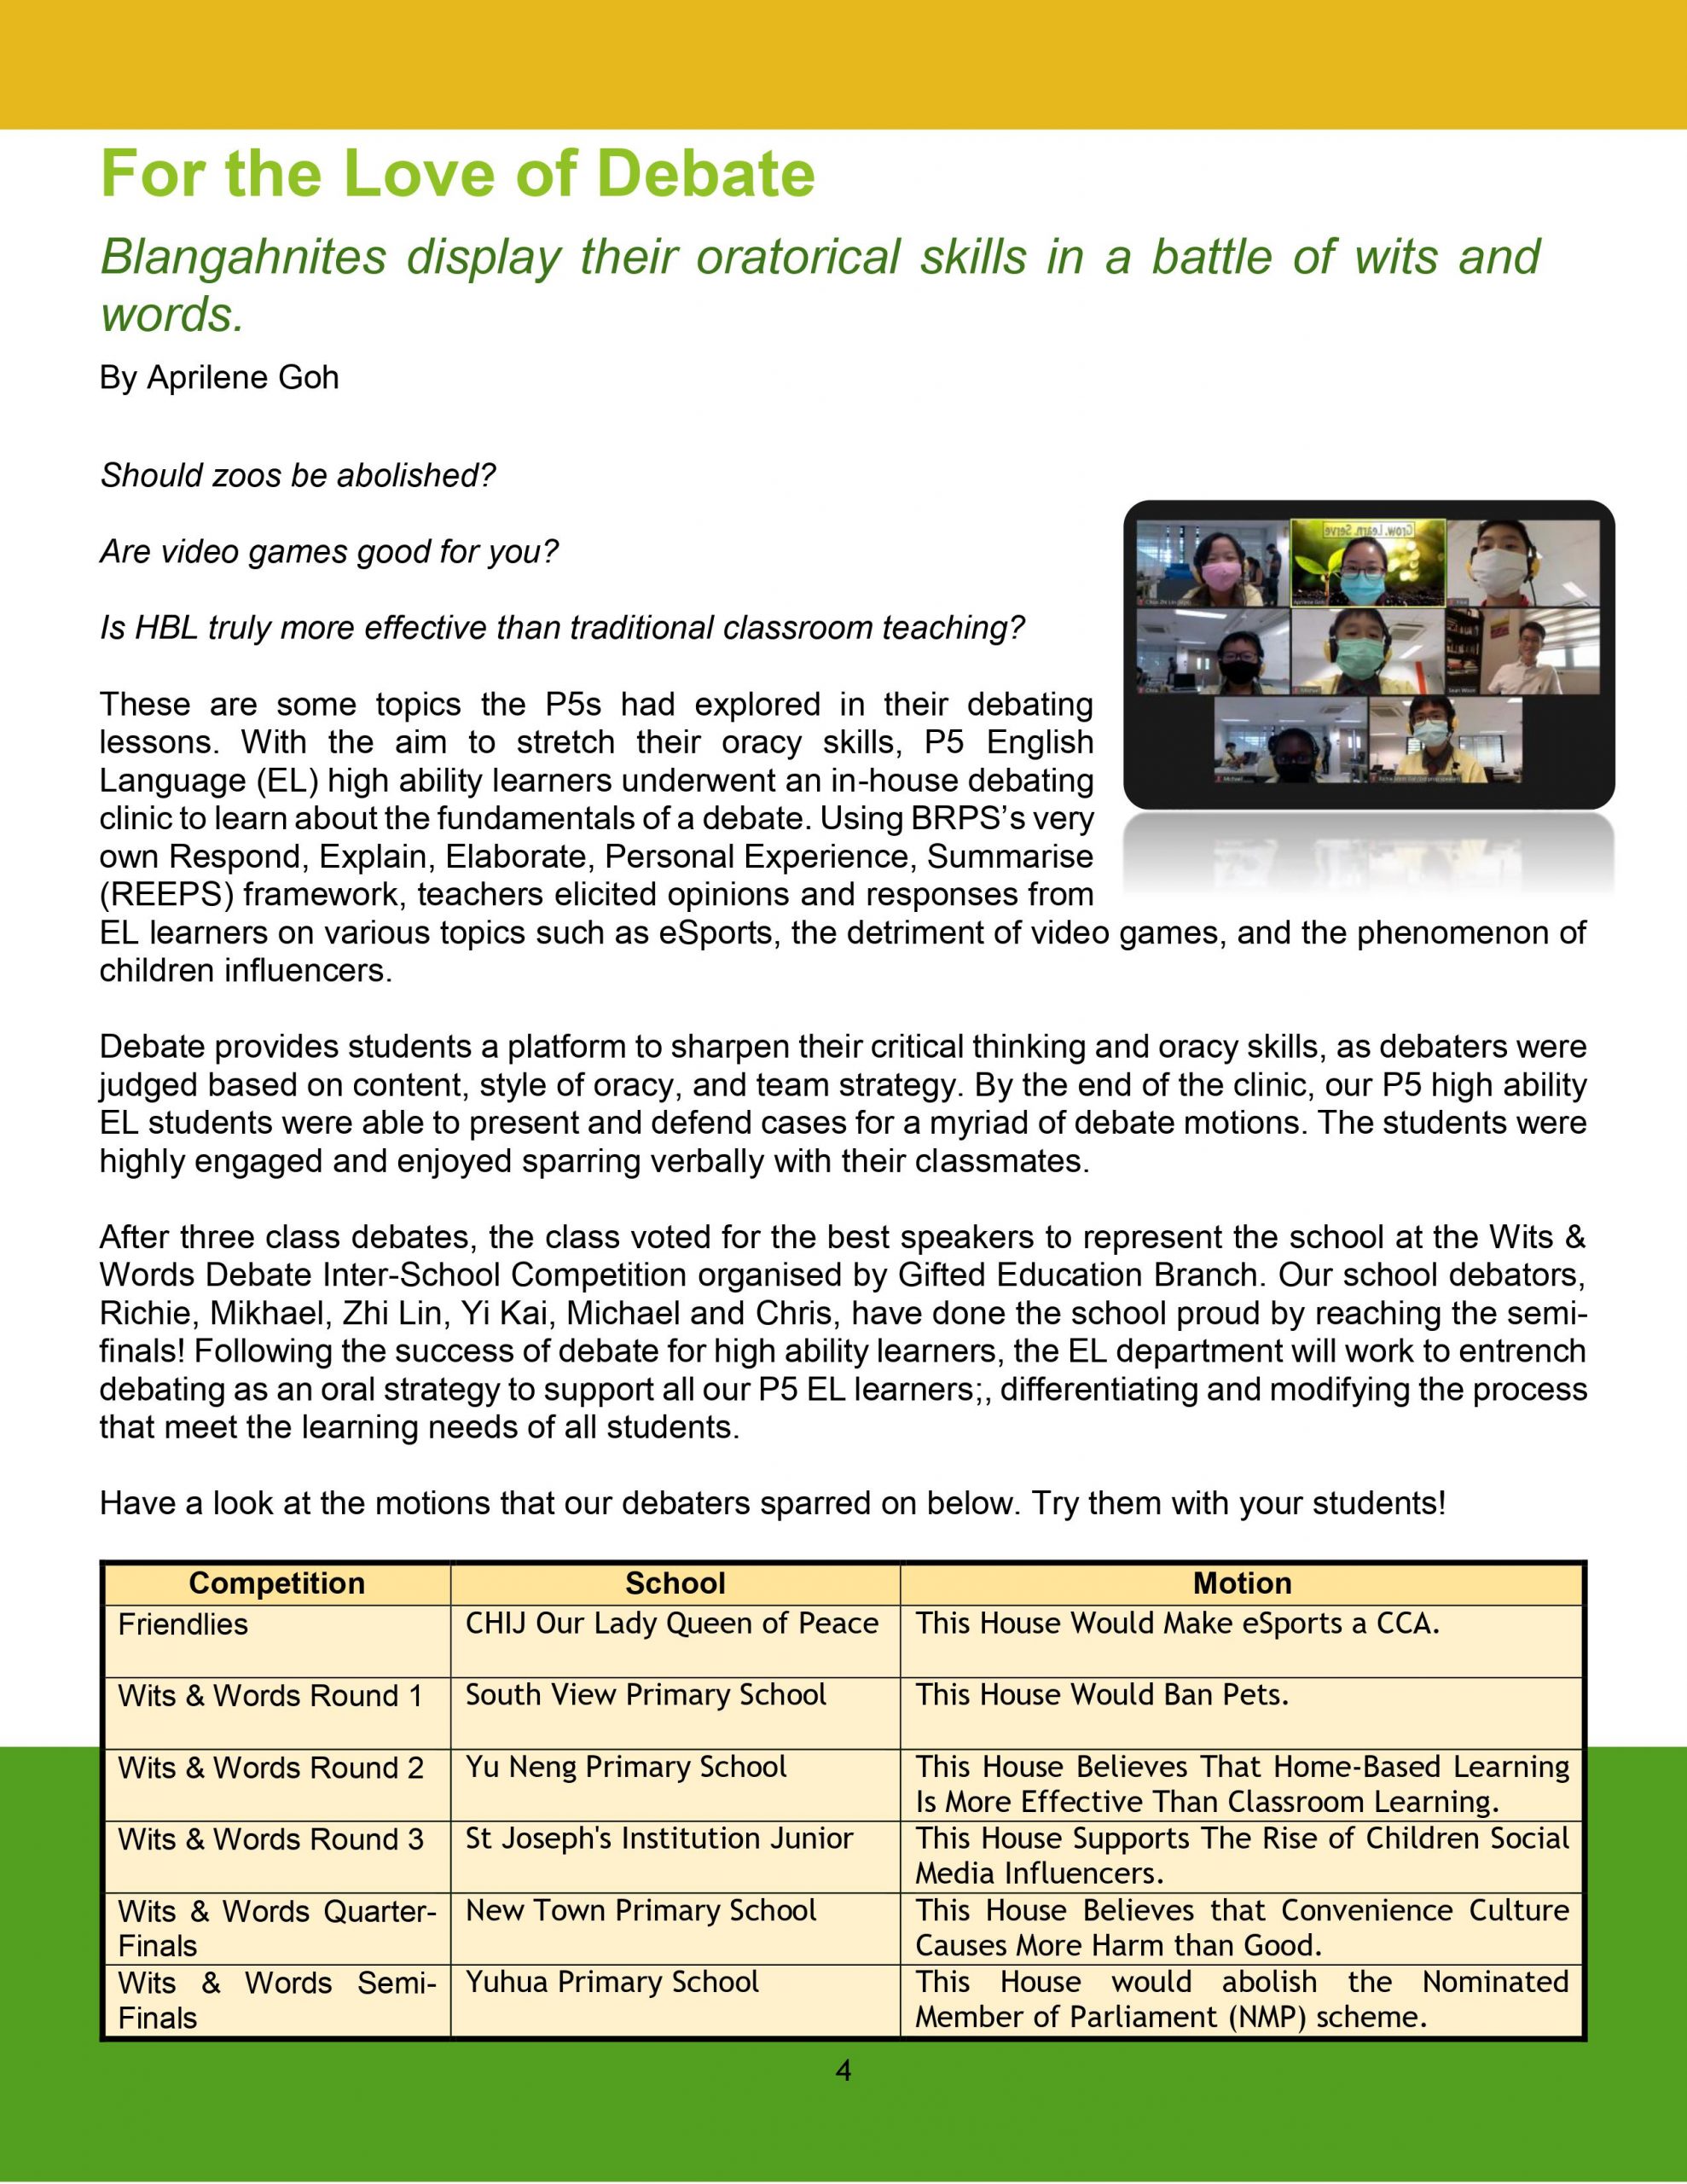 For the Love of Debate
Blangahnites display their oratorical skills in a battle of wits and
words.
By Aprilene Goh
Should zoos be abolished?
Are video games good for you?
Is HBL truly more effective than traditional classroom teaching?
Grow.Learn.Serve
These are some topics the P5s had explored in their debating
lessons. With the aim to stretch their oracy skills, P5 English
Language (EL) high ability learners underwent an in-house debating
clinic to learn about the fundamentals of a debate. Using BRPS’s very
own Respond, Explain, Elaborate, Personal Experience, Summarise
(REEPS) framework, teachers elicited opinions and responses from
EL learners on various topics such as eSports, the detriment of video games, and the phenomenon of
children influencers.
Debate provides students a platform to sharpen their critical thinking and oracy skills, as debaters were
judged based on content, style of oracy, and team strategy. By the end of the clinic, our P5 high ability
EL students were able to present and defend cases for a myriad of debate motions. The students were
highly engaged and enjoyed sparring verbally with their classmates.
After three class debates, the class voted for the best speakers to represent the school at the Wits &
Words Debate Inter-School Competition organised by Gifted Education Branch. Our school debators,
Richie, Mikhael, Zhi Lin, Yi Kai, Michael and Chris, have done the school proud by reaching the semi-
finals! Following the success of debate for high ability learners, the EL department will work to entrench
debating as an oral strategy to support all our P5 EL learners;, differentiating and modifying the process
that meet the learning needs of all students.
Have a look at the motions that our debaters sparred on below. Try them with your students!
Competition School Motion
Friendlies CHIJ Our Lady Queen of Peace This House Would Make eSports a CCA.
Wits & Words Round 1 South View Primary School This House Would Ban Pets.
Wits & Words Round 2 Yu Neng Primary School This House Believes That Home-Based Learning
Is More Effective Than Classroom Learning.
Wits & Words Round 3 St Joseph's Institution Junior This House Supports The Rise of Children Social
Media Influencers.
Wits & Words Quarter- New Town Primary School This House Believes that Convenience Culture
Finals Causes More Harm than Good.
Wits & Words Semi- Yuhua Primary School This House would abolish the Nominated
Finals Member of Parliament (NMP) scheme.
4